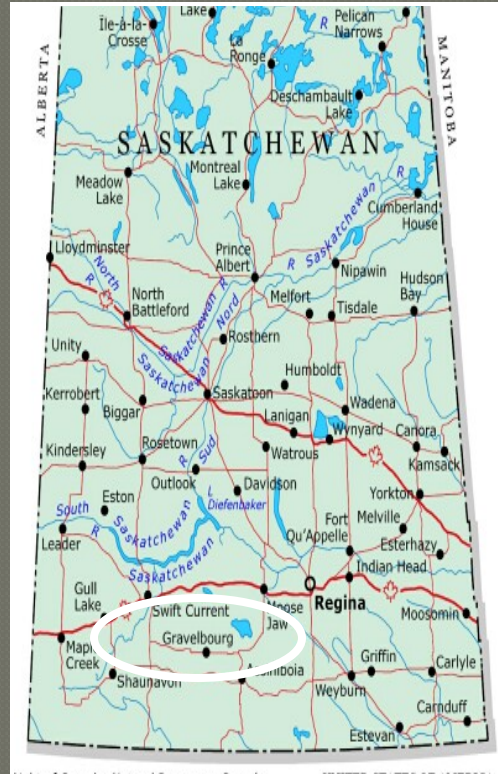 Lake
Île-à-la-
Crosse
R
Pelican
Narrows
La
Ronge
ALBERTA
MANITOBA
Deschambault
Lake
SASKATCHEWAN
Montreal
Lake
Meadow
Lake
R
Saskatchewan
R
Cumberland
House
Lloydminster
North
R
Prince
Albert
Nipawin
Hudson
Bay
North
Battleford
Saskatchewan
R
Nord
Melfort
Tisdale
Rosthern
Unity
Saskatchewan
Humboldt
Kerrobert
Biggar
Saskatoon
Wadena
Lanigan
Wynyard
Canora
Kamsack
Rosetown
R
Sud
Watrous
Kindersley
Outlook
Davidson
Yorkton
L
Diefenbaker
Eston
South
R
Saskatchewan
Fort
Qu'Appelle
Melville
Esterhazy
Leader
Saskatchewan
Indian Head
Gull
Lake
Swift Current
Moose
Jaw
Regina
Moosomin
Gravelbourg
Maple
Creek
Shaunavon
Assiniboia
Griffin
Carlyle
Weyburn
Carnduff
Estevan